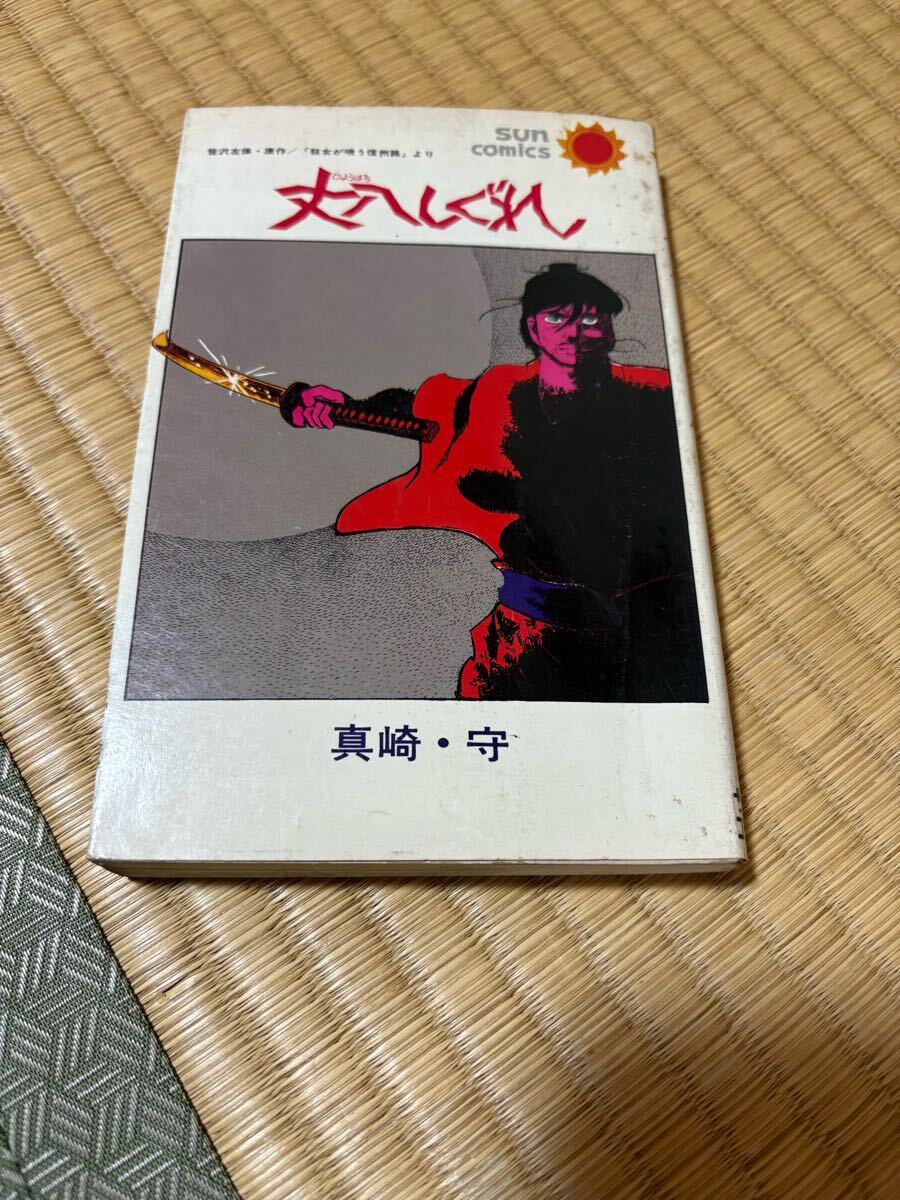 sun
comics
笹沢左保・原作/「狂女が唄う信州路」より
じょうはち
丈八しぐれ
真崎・守